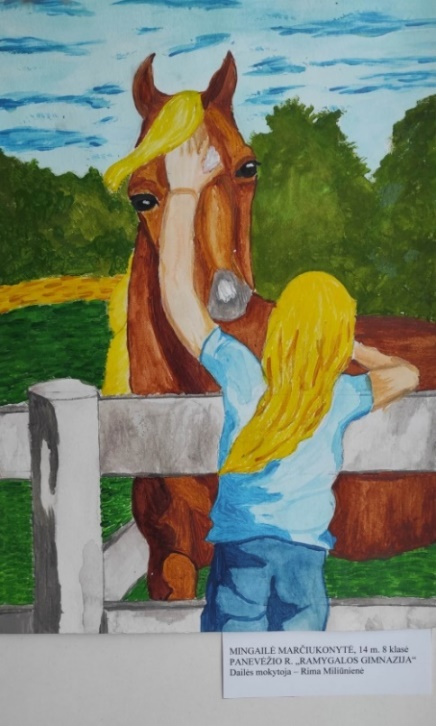 MINGAILĖ MARČIUKONYTĖ, 14 m. 8 klasė
PANEVĖŽIO R. „RAMYGALOS GIMNAZIJA“
Dailės mokytoja – Rima Miliūnienė